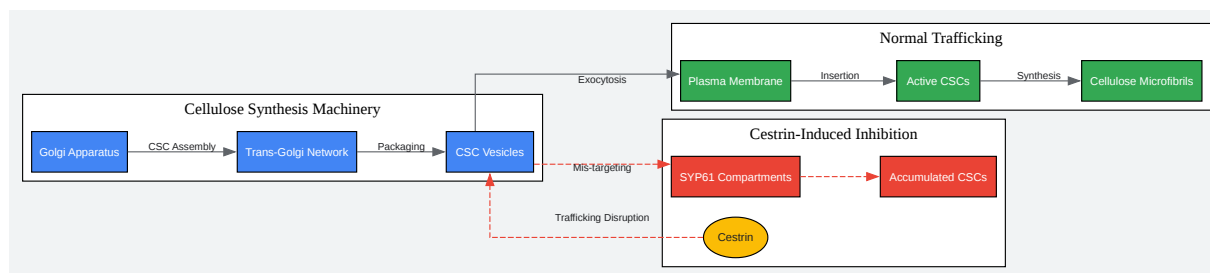 Normal Trafficking
Plasma Membrane
Insertion
Active CSCs
Synthesis
Cellulose Microfibrils
Exocytosis
Cellulose Synthesis Machinery
Golgi Apparatus
CSC Assembly
Trans-Golgi Network
Packaging
CSC Vesicles
Cestrin-Induced Inhibition
Mis-targeting
SYP61 Compartments
Accumulated CSCs
Trafficking Disruption
Cestrin